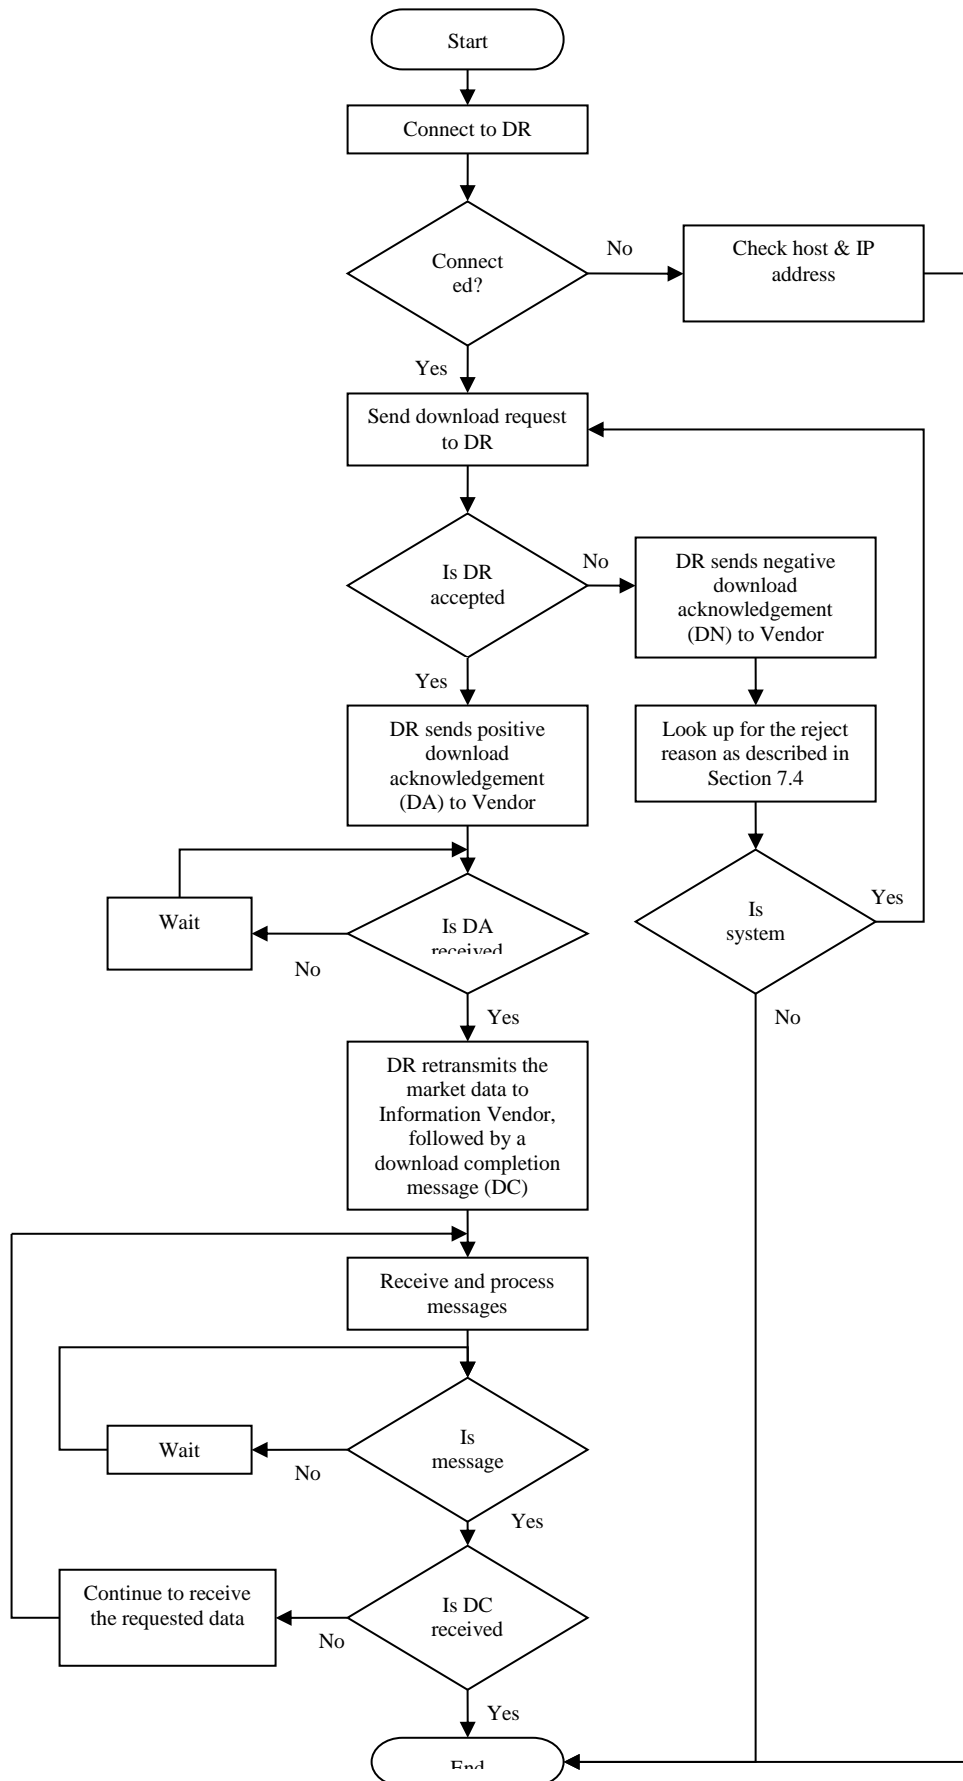 Start
Connect to DR
Connect
ed?
No
Check host & IP
address
Yes
Send download request
to DR
Is DR
accepted
No
DR sends negative
download
acknowledgement
(DN) to Vendor
Yes
DR sends positive
download
acknowledgement
(DA) to Vendor
Look up for the reject
reason as described in
Section 7.4
Is
system
Yes
Wait
Is DA
received
No
No
Yes
DR retransmits the
market data to
Information Vendor,
followed by a
download completion
message (DC)
Receive and process
messages
Is
message
Wait
No
Yes
Continue to receive
the requested data
Is DC
received
No
Yes
End